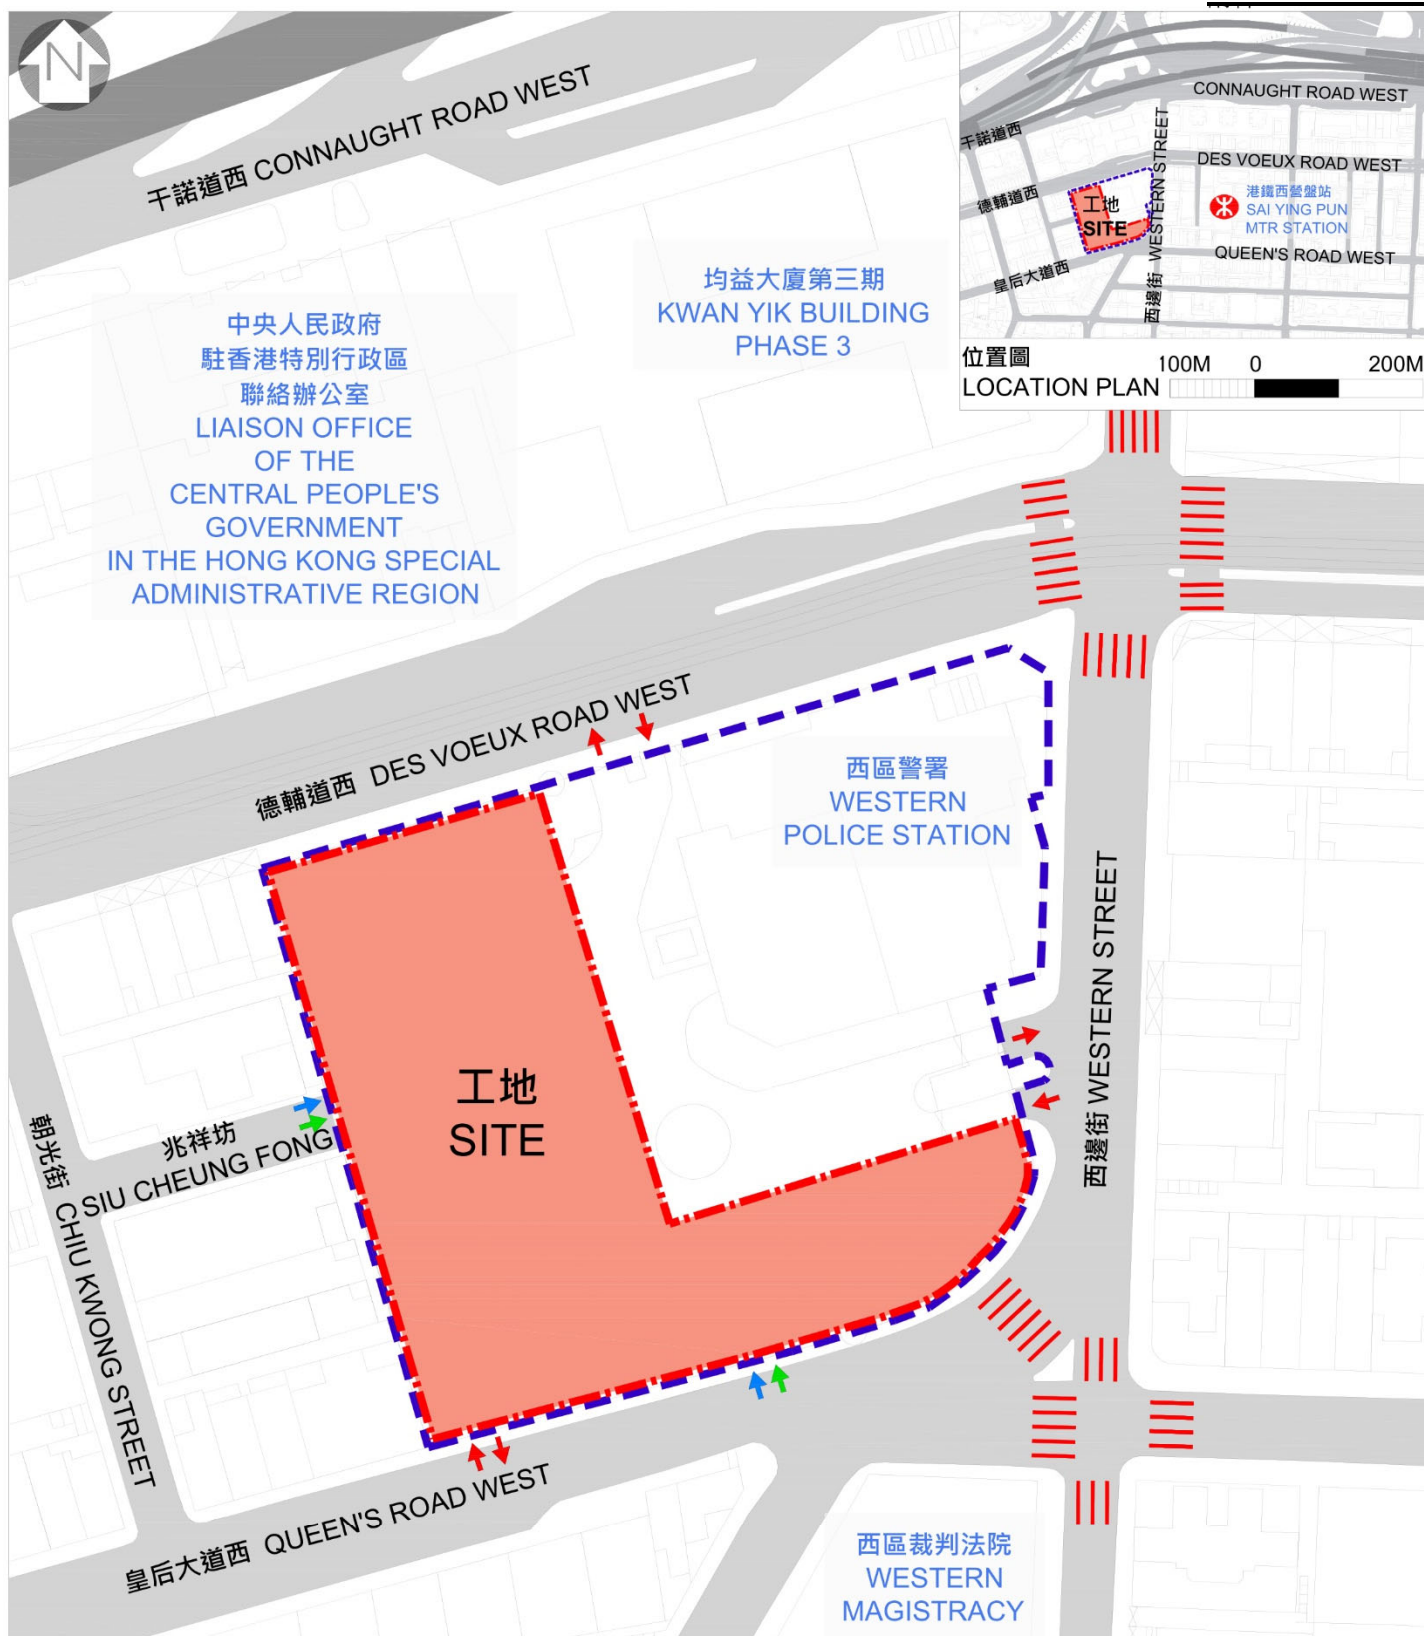 N
千諾道西 CONNAUGHT ROAD WEST
CONNAUGHT ROAD WEST
千諾道西
DES VOEUX ROAD WEST
德輔道西
工地
SITE
西邊街 WESTERN STREET
港鐵西營盤站
SAI YING PUN
MTR STATION
QUEEN'S ROAD WEST
皇后大道西
位置圖
LOCATION PLAN
100M 0 200M
均益大廈第三期
KWAN YIK BUILDING
PHASE 3
中央人民政府
駐香港特別行政區
聯絡辦公室
LIAISON OFFICE
OF THE
CENTRAL PEOPLE'S
GOVERNMENT
IN THE HONG KONG SPECIAL
ADMINISTRATIVE REGION
德輔道西 DES VOEUX ROAD WEST
西區警署
WESTERN
POLICE STATION
西邊街 WESTERN STREET
工地
SITE
兆祥坊
SIU CHEUNG FONG
朝光街 CHIU KWONG STREET
皇后大道西 QUEEN'S ROAD WEST
西區裁判法院
WESTERN
MAGISTRACY